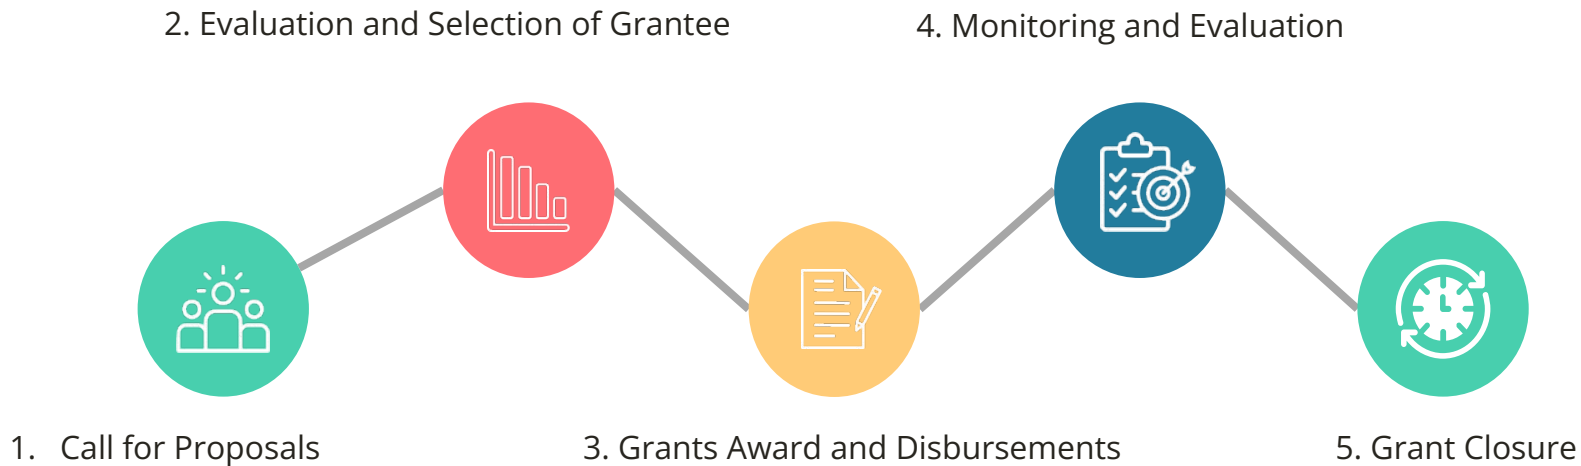 2. Evaluation and Selection of Grantee
4. Monitoring and Evaluation
1. Call for Proposals
3. Grants Award and Disbursements
5. Grant Closure